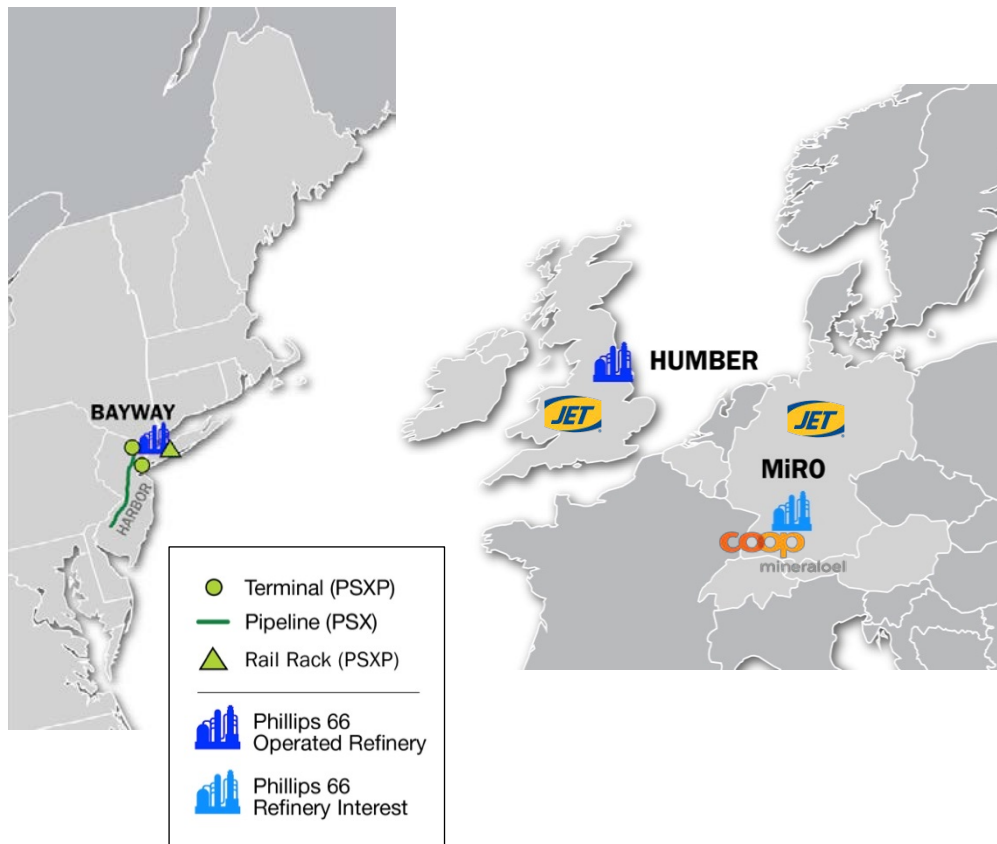 BAYWAY
HARBOR
HUMBER
JET
JET
MiRO
coop
mineraloel
Terminal (PSXP)
Pipeline (PSX)
Rail Rack (PSXP)
Phillips 66
Operated Refinery
Phillips 66
Refinery Interest